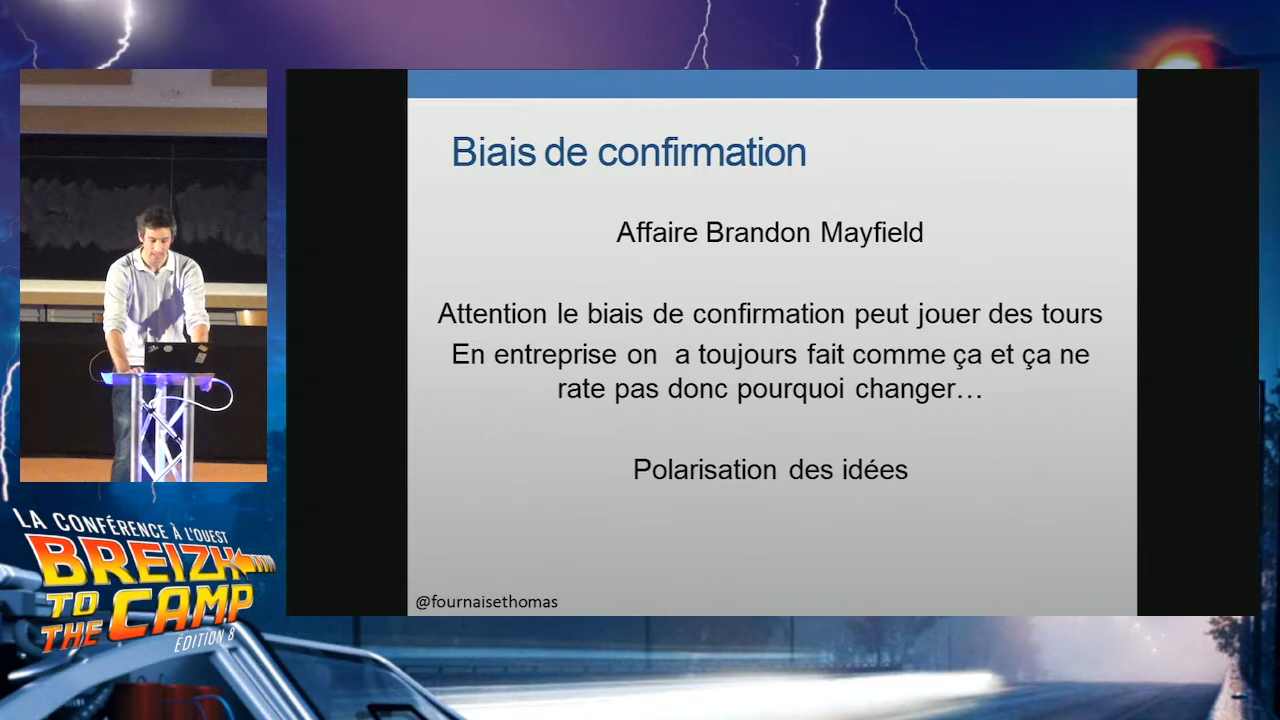 Biais de confirmation
Affaire Brandon Mayfield
Attention le biais de confirmation peut jouer des tours
En entreprise on  a toujours fait comme ça et ça ne
rate pas donc pourquoi changer…
Polarisation des idées
@fournaisethomas
LA CONFÉRENCE À L'OUEST
BREIZH
TO
THE CAMP
ÉDITION 8